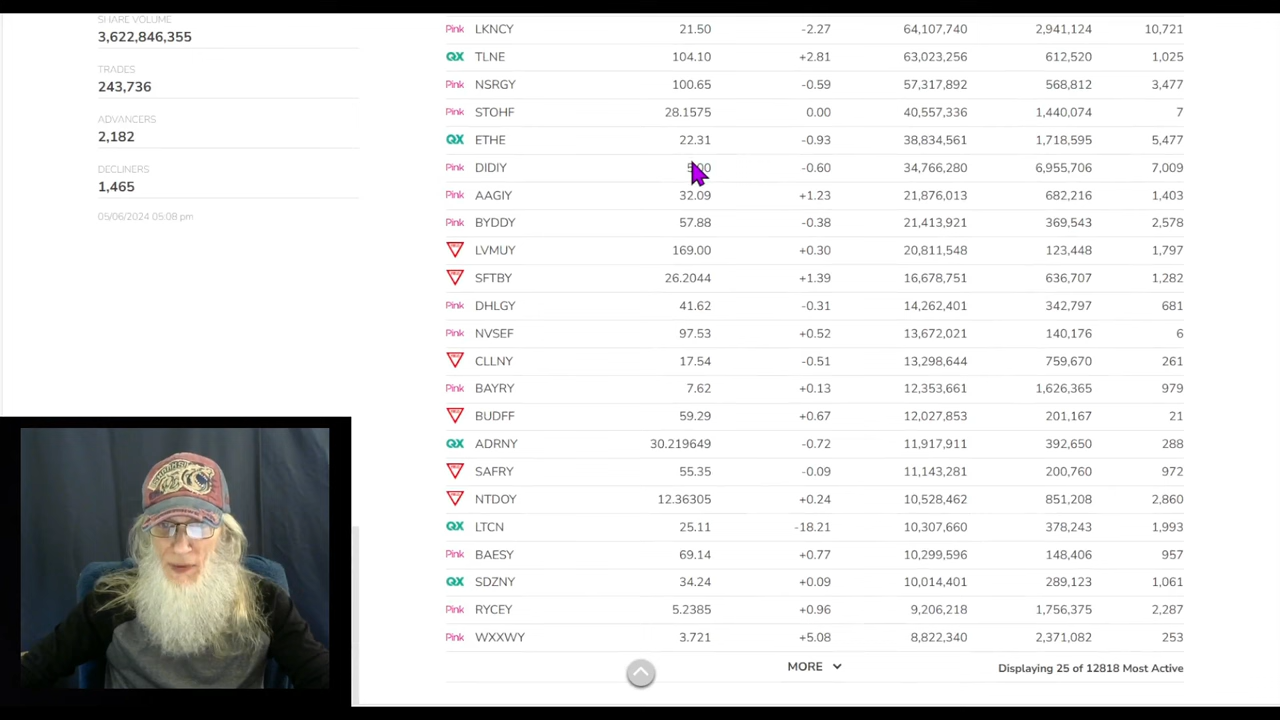 SHARE VOLUME
3,622,846,355
TRADES
243,736
ADVANCERS
2,182
DECLINERS
1,465
05/06/2024 05:08 pm
Pink LKNCY 21.50 -2.27 64,107,740 2,941,124 10,721
QX TLNE 104.10 +2.81 63,023,256 612,520 1,025
Pink NSRGY 100.65 -0.59 57,317,892 568,812 3,477
Pink STOHF 28.1575 0.00 40,557,336 1,440,074 7
QX ETHE 22.31 -0.93 38,834,561 1,718,595 5,477
Pink DIDIY -0.60 34,766,280 6,955,706 7,009
Pink AAGIY 32.09 +1.23 21,876,013 682,216 1,403
Pink BYDDY 57.88 -0.38 21,413,921 369,543 2,578
LVMUY 169.00 +0.30 20,811,548 123,448 1,797
SFTBY 26.2044 +1.39 16,678,751 636,707 1,282
Pink DHLGY 41.62 -0.31 14,262,401 342,797 681
Pink NVSEF 97.53 +0.52 13,672,021 140,176 6
CLLNY 17.54 -0.51 13,298,644 759,670 261
Pink BAYRY 7.62 +0.13 12,353,661 1,626,365 979
BUDFF 59.29 +0.67 12,027,853 201,167 21
QX ADRNY 30.219649 -0.72 11,917,911 392,650 288
SAFRY 55.35 -0.09 11,143,281 200,760 972
NTDOY 12.36305 +0.24 10,528,462 851,208 2,860
QX LTCN 25.11 -18.21 10,307,660 378,243 1,993
Pink BAESY 69.14 +0.77 10,299,596 148,406 957
QX SDZNY 34.24 +0.09 10,014,401 289,123 1,061
Pink RYCEY 5.2385 +0.96 9,206,218 1,756,375 2,287
Pink WXXWY 3.721 +5.08 8,822,340 2,371,082 253
MORE
Displaying 25 of 12818 Most Active